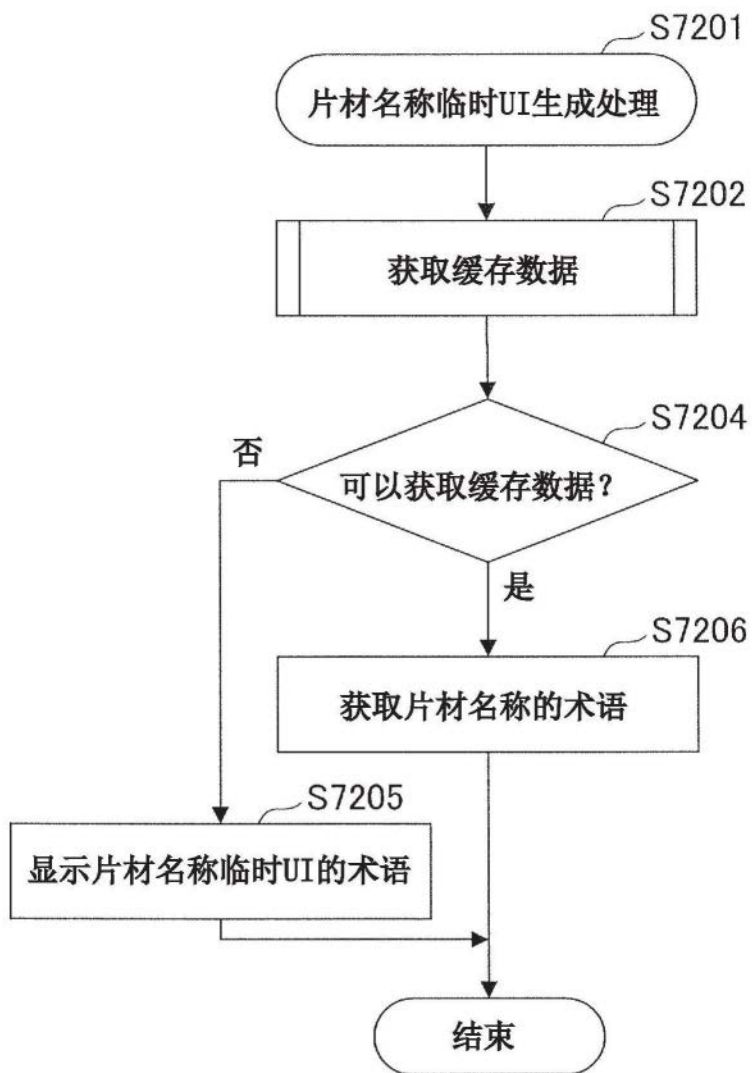 S7201
片材名称临时UI生成处理
S7202
获取缓存数据
S7204
否
可以获取缓存数据?
是
S7206
获取片材名称的术语
S7205
显示片材名称临时UI的术语
结束